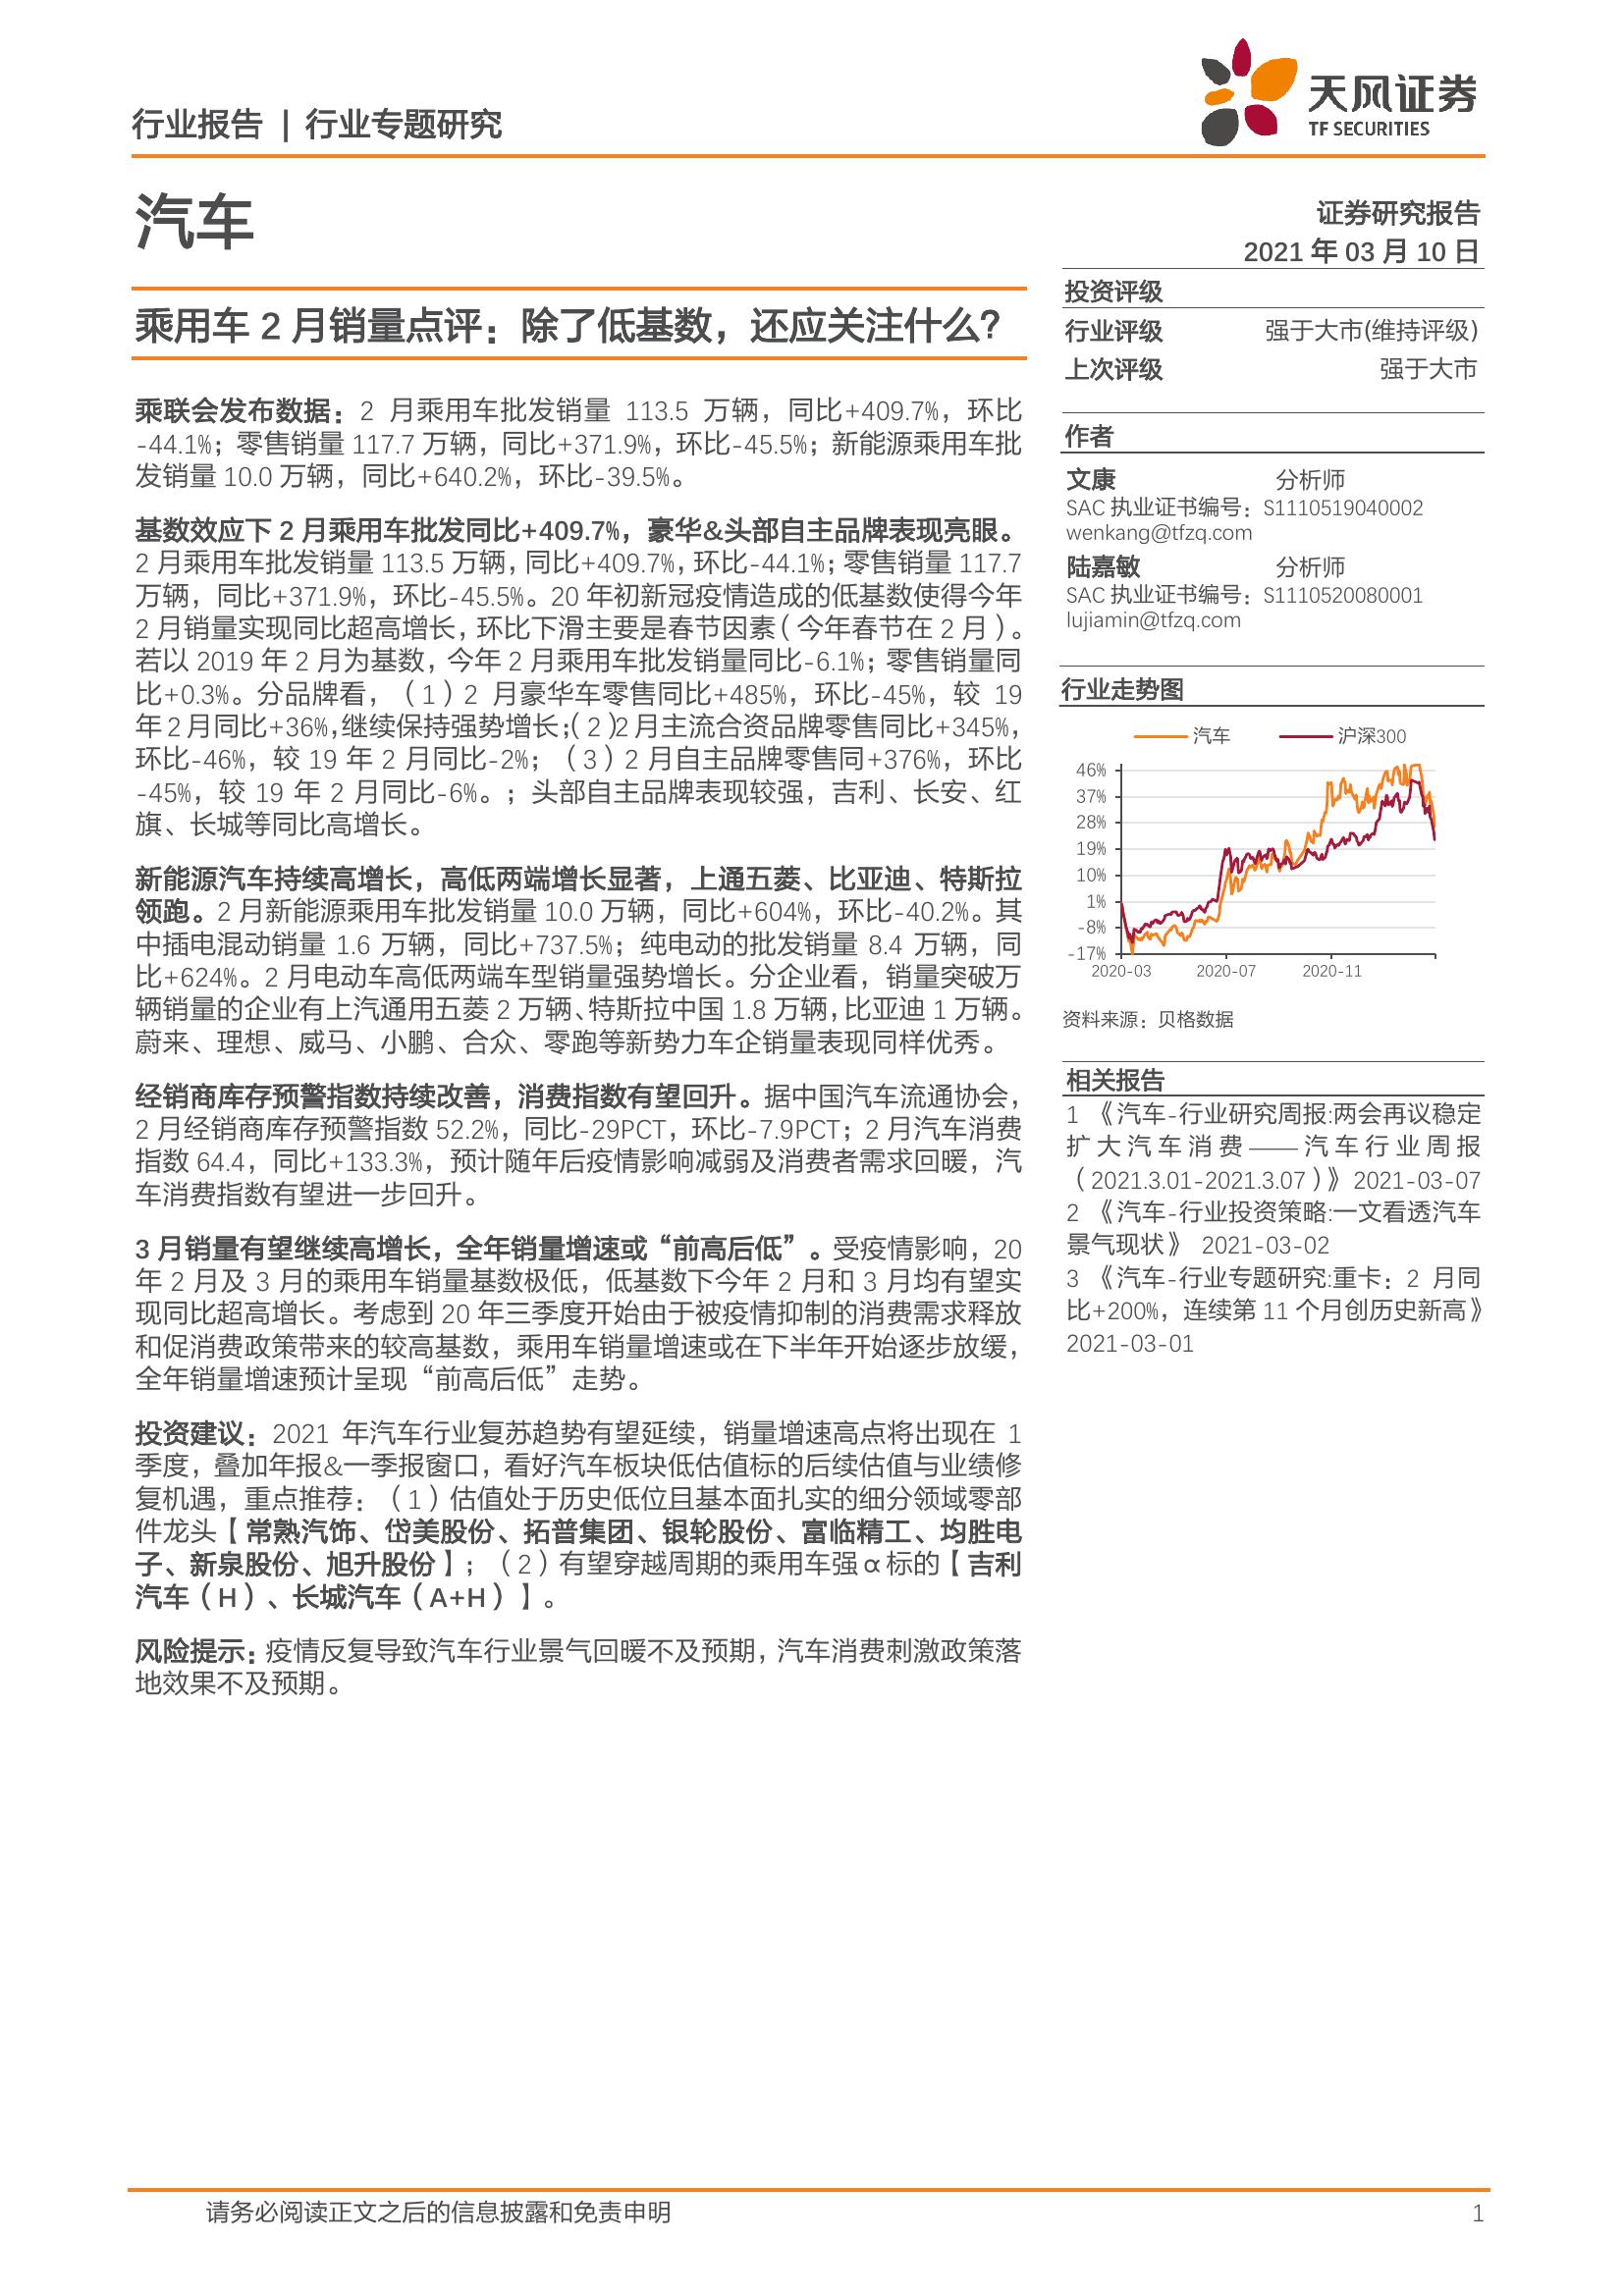 行业报告 | 行业专题研究
天风证券
TF SECURITIES
汽车
证券研究报告
2021 年 03 月 10 日
乘用车 2 月销量点评：除了低基数，还应关注什么？
乘联会发布数据：2 月乘用车批发销量 113.5 万辆，同比+409.7%，环比
-44.1%；零售销量 117.7 万辆，同比+371.9%，环比-45.5%；新能源乘用车批
发销量 10.0 万辆，同比+640.2%，环比-39.5%。
基数效应下 2 月乘用车批发同比+409.7%，豪华&头部自主品牌表现亮眼。
2 月乘用车批发销量 113.5 万辆，同比+409.7%，环比-44.1%；零售销量 117.7
万辆，同比+371.9%，环比-45.5%。20 年初新冠疫情造成的低基数使得今年
2 月销量实现同比超高增长，环比下滑主要是春节因素（今年春节在 2 月）。
若以 2019 年 2 月为基数，今年 2 月乘用车批发销量同比-6.1%；零售销量同
比+0.3%。分品牌看，（1）2 月豪华车零售同比+485%，环比-45%，较 19
年 2 月同比+36%，继续保持强势增长；（2）2 月主流合资品牌零售同比+345%，
环比-46%，较 19 年 2 月同比-2%；（3）2 月自主品牌零售同+376%，环比
-45%，较 19 年 2 月同比-6%。；头部自主品牌表现较强，吉利、长安、红
旗、长城等同比高增长。
新能源汽车持续高增长，高低两端增长显著，上通五菱、比亚迪、特斯拉
领跑。2 月新能源乘用车批发销量 10.0 万辆，同比+604%，环比-40.2%。其
中插电混动销量 1.6 万辆，同比+737.5%；纯电动的批发销量 8.4 万辆，同
比+624%。2 月电动车高低两端车型销量强势增长。分企业看，销量突破万
辆销量的企业有上汽通用五菱 2 万辆、特斯拉中国 1.8 万辆，比亚迪 1 万辆。
蔚来、理想、威马、小鹏、合众、零跑等新势力车企销量表现同样优秀。
经销商库存预警指数持续改善，消费指数有望回升。据中国汽车流通协会，
2 月经销商库存预警指数 52.2%，同比-29PCT，环比-7.9PCT；2 月汽车消费
指数 64.4，同比+133.3%，预计随年后疫情影响减弱及消费者需求回暖，汽
车消费指数有望进一步回升。
3 月销量有望继续高增长，全年销量增速或“前高后低”。受疫情影响，20
年 2 月及 3 月的乘用车销量基数极低，低基数下今年 2 月和 3 月均有望实
现同比超高增长。考虑到 20 年三季度开始由于被疫情抑制的消费需求释放
和促消费政策带来的较高基数，乘用车销量增速或在下半年开始逐步放缓，
全年销量增速预计呈现“前高后低”走势。
投资建议：2021 年汽车行业复苏趋势有望延续，销量增速高点将出现在 1
季度，叠加年报&一季报窗口，看好汽车板块低估值标的后续估值与业绩修
复机遇，重点推荐：（1）估值处于历史低位且基本面扎实的细分领域零部
件龙头【常熟汽饰、岱美股份、拓普集团、银轮股份、富临精工、均胜电
子、新泉股份、旭升股份】；（2）有望穿越周期的乘用车强α标的【吉利
汽车（H）、长城汽车（A+H）】。
风险提示：疫情反复导致汽车行业景气回暖不及预期，汽车消费刺激政策落
地效果不及预期。
投资评级
行业评级 强于大市(维持评级)
上次评级 强于大市
作者
文康 分析师
SAC 执业证书编号：S1110519040002
wenkang@tfzq.com
陆嘉敏 分析师
SAC 执业证书编号：S1110520080001
lujiamin@tfzq.com
行业走势图
汽车 沪深300
46%
37%
28%
19%
10%
1%
-8%
-17%
2020-03 2020-07 2020-11
资料来源：贝格数据
相关报告
1 《汽车-行业研究周报:两会再议稳定
扩大汽车消费——汽车行业周报
（2021.3.01-2021.3.07）》 2021-03-07
2 《汽车-行业投资策略:一文看透汽车
景气现状》 2021-03-02
3 《汽车-行业专题研究:重卡：2 月同
比+200%，连续第 11 个月创历史新高》
2021-03-01
请务必阅读正文之后的信息披露和免责申明 1